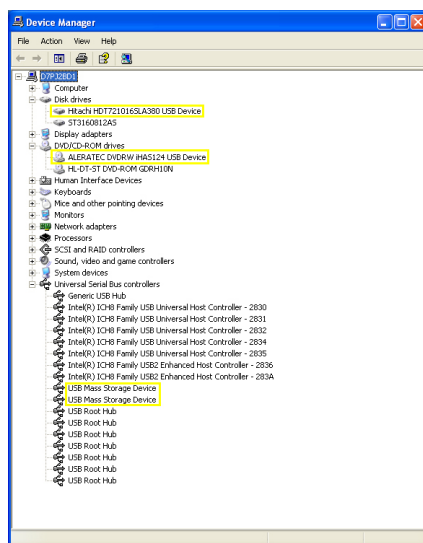 Device Manager
File Action View Help
D7PJ2BD1
Computer
Disk drives
Hitachi HDT721016SLA380 USB Device
ST3160812AS
Display adapters
DVD/CD-ROM drives
ALERATEC DVDRW iHAS124 USB Device
HL-DT-ST DVD-ROM GDRH10N
Human Interface Devices
Keyboards
Mice and other pointing devices
Monitors
Network adapters
Processors
SCSI and RAID controllers
Sound, video and game controllers
System devices
Universal Serial Bus controllers
Generic USB Hub
Intel(R) ICH8 Family USB Universal Host Controller - 2830
Intel(R) ICH8 Family USB Universal Host Controller - 2831
Intel(R) ICH8 Family USB Universal Host Controller - 2832
Intel(R) ICH8 Family USB Universal Host Controller - 2834
Intel(R) ICH8 Family USB Universal Host Controller - 2835
Intel(R) ICH8 Family USB2 Enhanced Host Controller - 2836
Intel(R) ICH8 Family USB2 Enhanced Host Controller - 283A
USB Mass Storage Device
USB Mass Storage Device
USB Root Hub
USB Root Hub
USB Root Hub
USB Root Hub
USB Root Hub
USB Root Hub
USB Root Hub